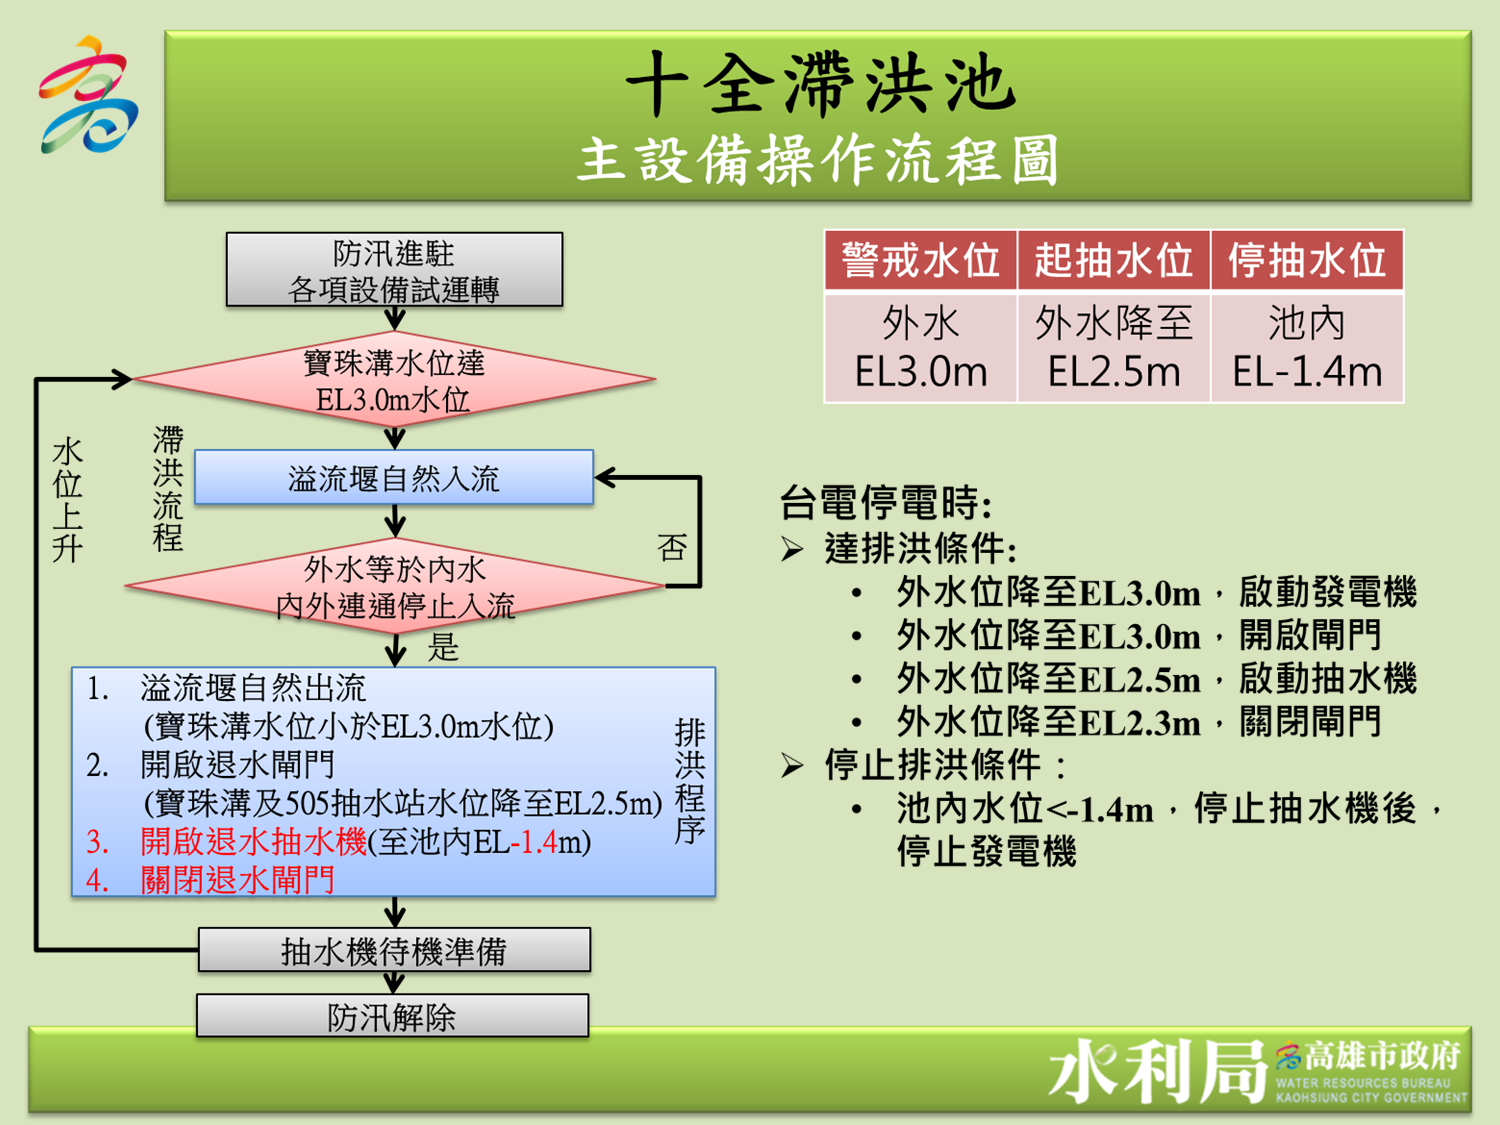 十全滯洪池
主設備操作流程圖
防汛進駐
各項設備試運轉
寶珠溝水位達
EL3.0m水位
水位上升
滯洪流程
溢流堰自然入流
否
外水等於內水
內外連通停止入流
是
1. 溢流堰自然出流
(寶珠溝水位小於EL3.0m水位)
2. 開啟退水閘門
(寶珠溝及505抽水站水位降至EL2.5m)
3. 開啟退水抽水機(至池內EL-1.4m)
4. 關閉退水閘門
排洪程序
抽水機待機準備
防汛解除
警戒水位 起抽水位 停抽水位
外水 外水降至 池內
EL3.0m EL2.5m EL-1.4m
台電停電時:
➢ 達排洪條件:
• 外水位降至EL3.0m，啟動發電機
• 外水位降至EL3.0m，開啟閘門
• 外水位降至EL2.5m，啟動抽水機
• 外水位降至EL2.3m，關閉閘門
➢ 停止排洪條件：
• 池內水位<-1.4m，停止抽水機後，
停止發電機
水利局 高雄市政府
WATER RESOURCES BUREAU
KAOHSIUNG CITY GOVERNMENT